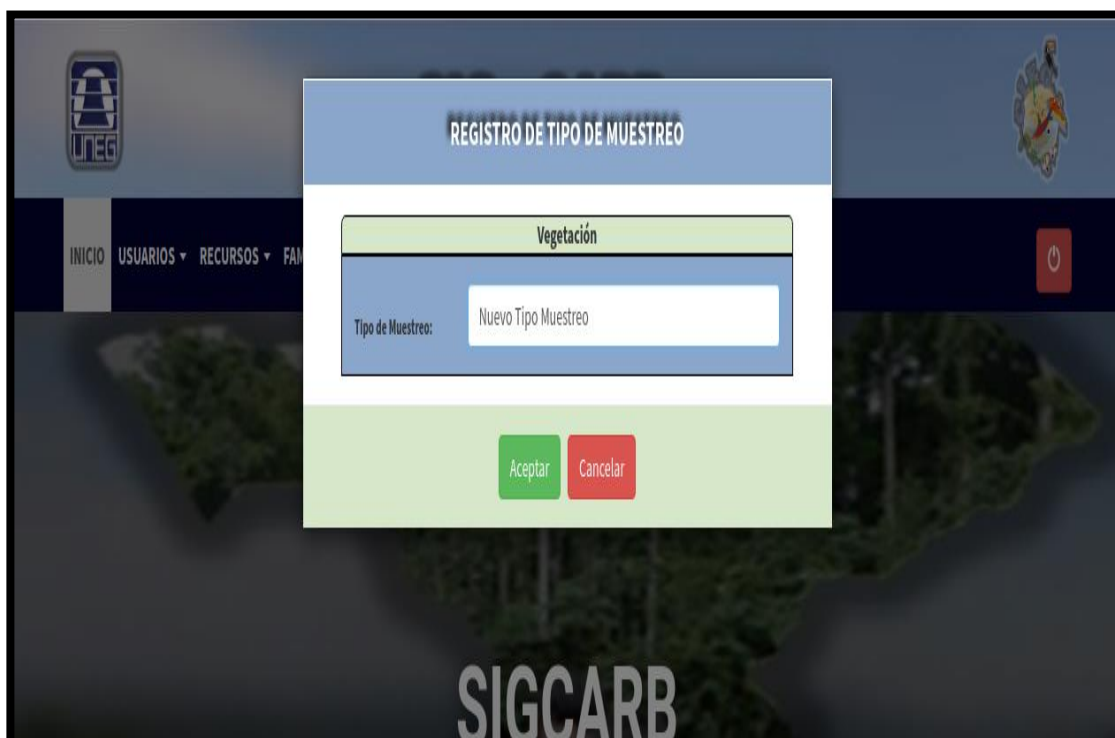 UNEG
REGISTRO DE TIPO DE MUESTREO
INICIO USUARIOS RECURSOS FAM
Vegetación
Tipo de Muestreo:
Nuevo Tipo Muestreo
Aceptar Cancelar
SIGCARB